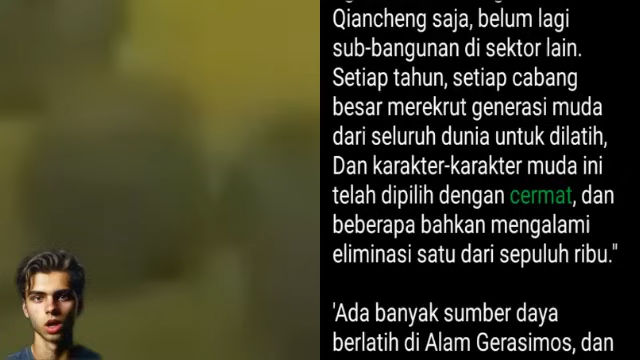 Qiancheng saja, belum lagi
sub-bangunan di sektor lain.
Setiap tahun, setiap cabang
besar merekrut generasi muda
dari seluruh dunia untuk dilatih,
Dan karakter-karakter muda ini
telah dipilih dengan cermat, dan
beberapa bahkan mengalami
eliminasi satu dari sepuluh ribu."
'Ada banyak sumber daya
berlatih di Alam Gerasimos, dan